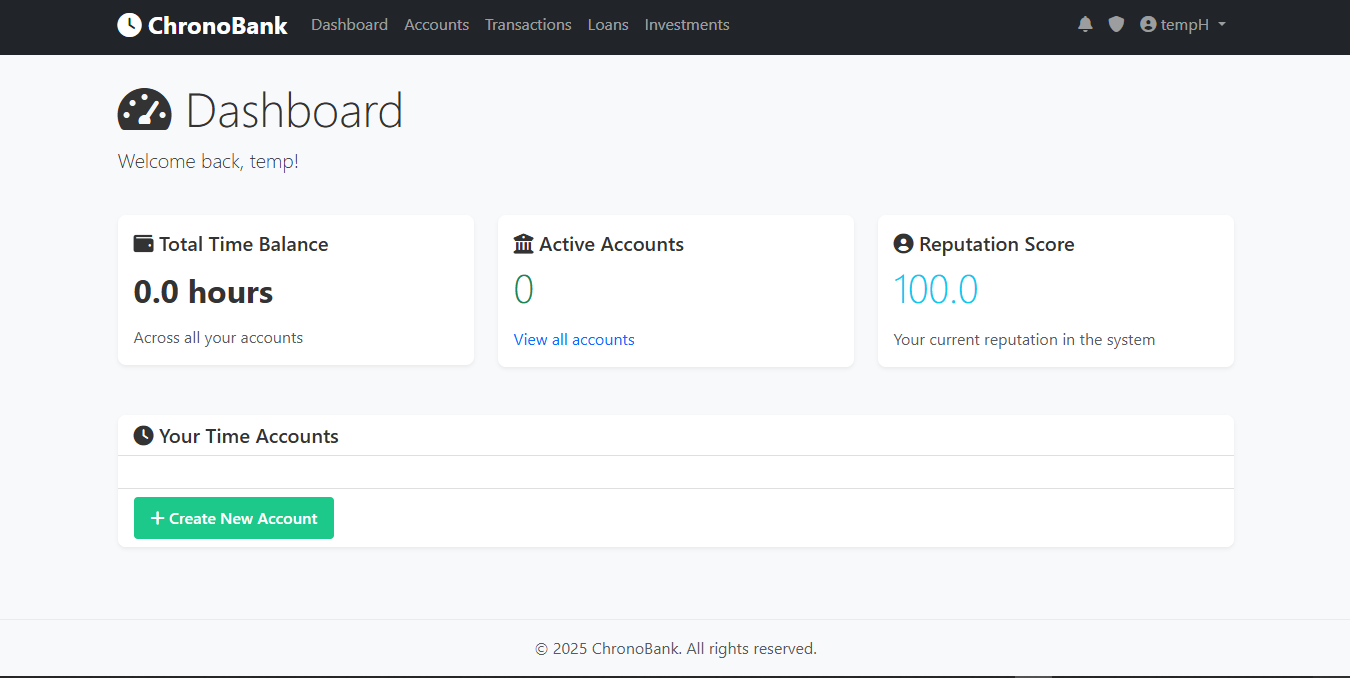 ChronoBank Dashboard Accounts Transactions Loans Investments tempH
Dashboard
Welcome back, temp!
Total Time Balance
0.0 hours
Across all your accounts
Active Accounts
0
View all accounts
Reputation Score
100.0
Your current reputation in the system
Your Time Accounts
+ Create New Account
© 2025 ChronoBank. All rights reserved.